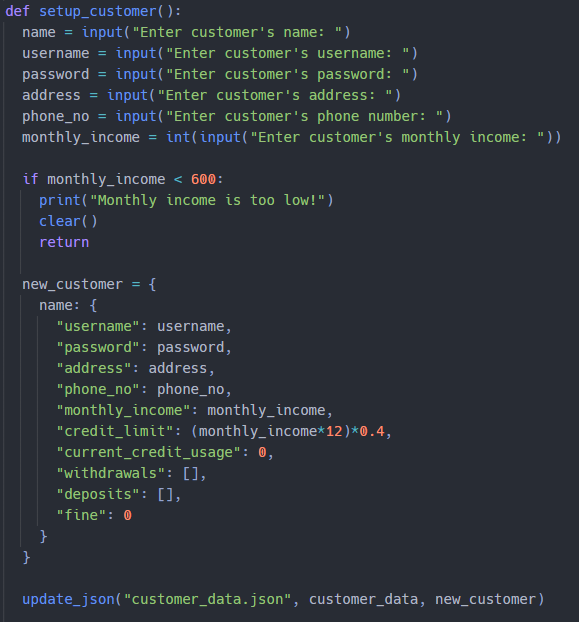 def setup_customer():
  name = input("Enter customer's name: ")
  username = input("Enter customer's username: ")
  password = input("Enter customer's password: ")
  address = input("Enter customer's address: ")
  phone_no = input("Enter customer's phone number: ")
  monthly_income = int(input("Enter customer's monthly income: "))

  if monthly_income < 600:
    print("Monthly income is too low!")
    clear()
    return

  new_customer = {
    name: {
      "username": username,
      "password": password,
      "address": address,
      "phone_no": phone_no,
      "monthly_income": monthly_income,
      "credit_limit": (monthly_income*12)*0.4,
      "current_credit_usage": 0,
      "withdrawals": [],
      "deposits": [],
      "fine": 0
    }
  }

  update_json("customer_data.json", customer_data, new_customer)